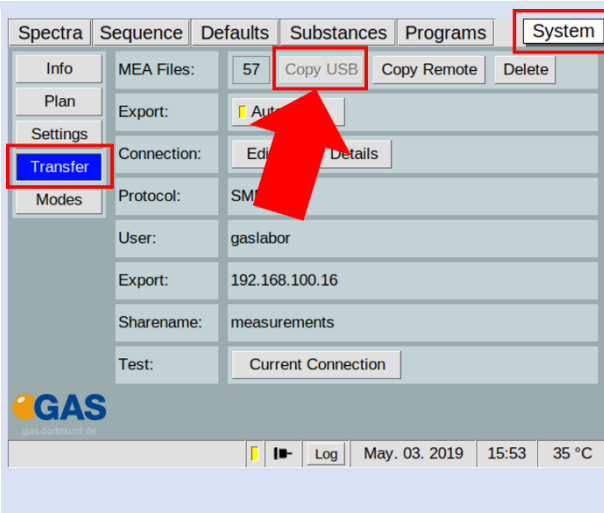 Spectra Sequence Defaults Substances Programs System
Info MEA Files: 57 Copy USB Copy Remote Delete
Plan Export:
Settings
Connection: Details
Transfer
Modes Protocol:
User: gaslabor
Export: 192.168.100.16
Sharename: measurements
Test: Current Connection
GAS
gas-dortmund.de
Log May. 03. 2019 15:53 35 °C